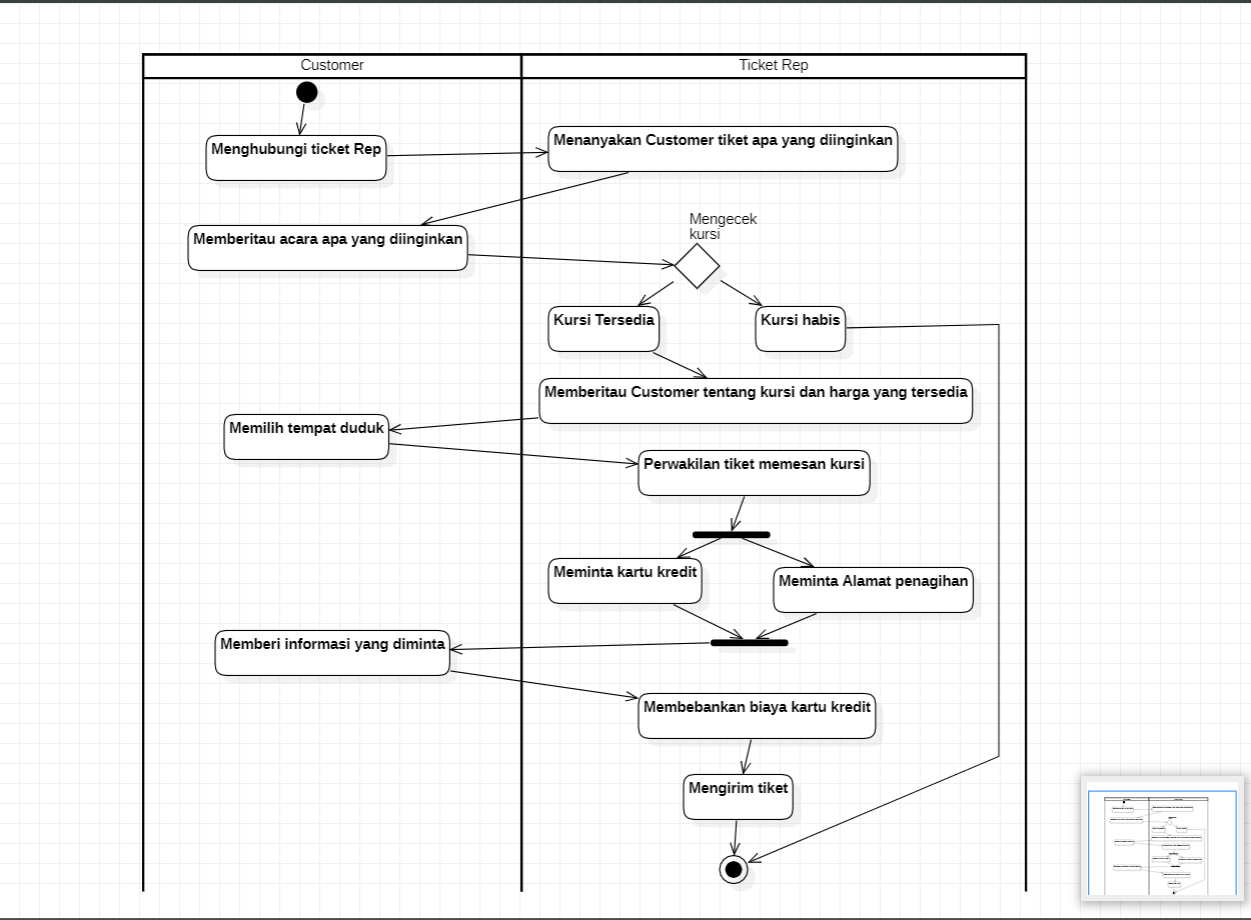 Customer
Ticket Rep
Menghubungi ticket Rep
Menanyakan Customer tiket apa yang diinginkan
Memberitau acara apa yang diinginkan
Mengecek
kursi
Kursi Tersedia
Kursi habis
Memberitau Customer tentang kursi dan harga yang tersedia
Memilih tempat duduk
Perwakilan tiket memesan kursi
Meminta kartu kredit
Meminta Alamat penagihan
Memberi informasi yang diminta
Membebankan biaya kartu kredit
Mengirim tiket